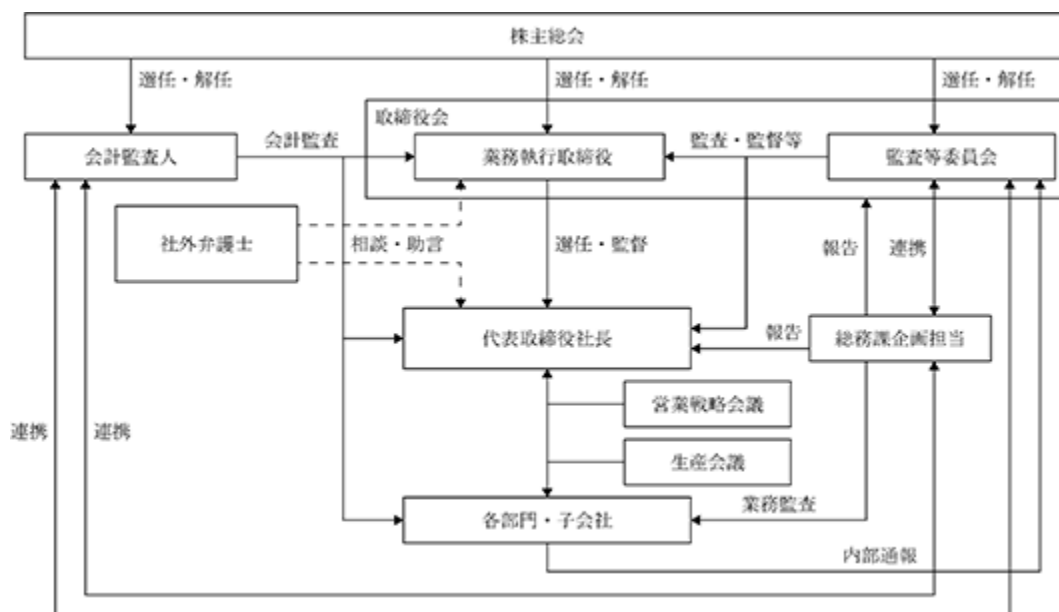 株主総会
選任・解任
選任・解任
選任・解任
取締役会
会計監査人
会計監査
業務執行取締役
監査・監督等
監査等委員会
社外弁護士
相談・助言
選任・監督
報告
連携
代表取締役社長
報告
総務課企画担当
営業戦略会議
連携
連携
生産会議
各部門・子会社
業務監査
内部通報